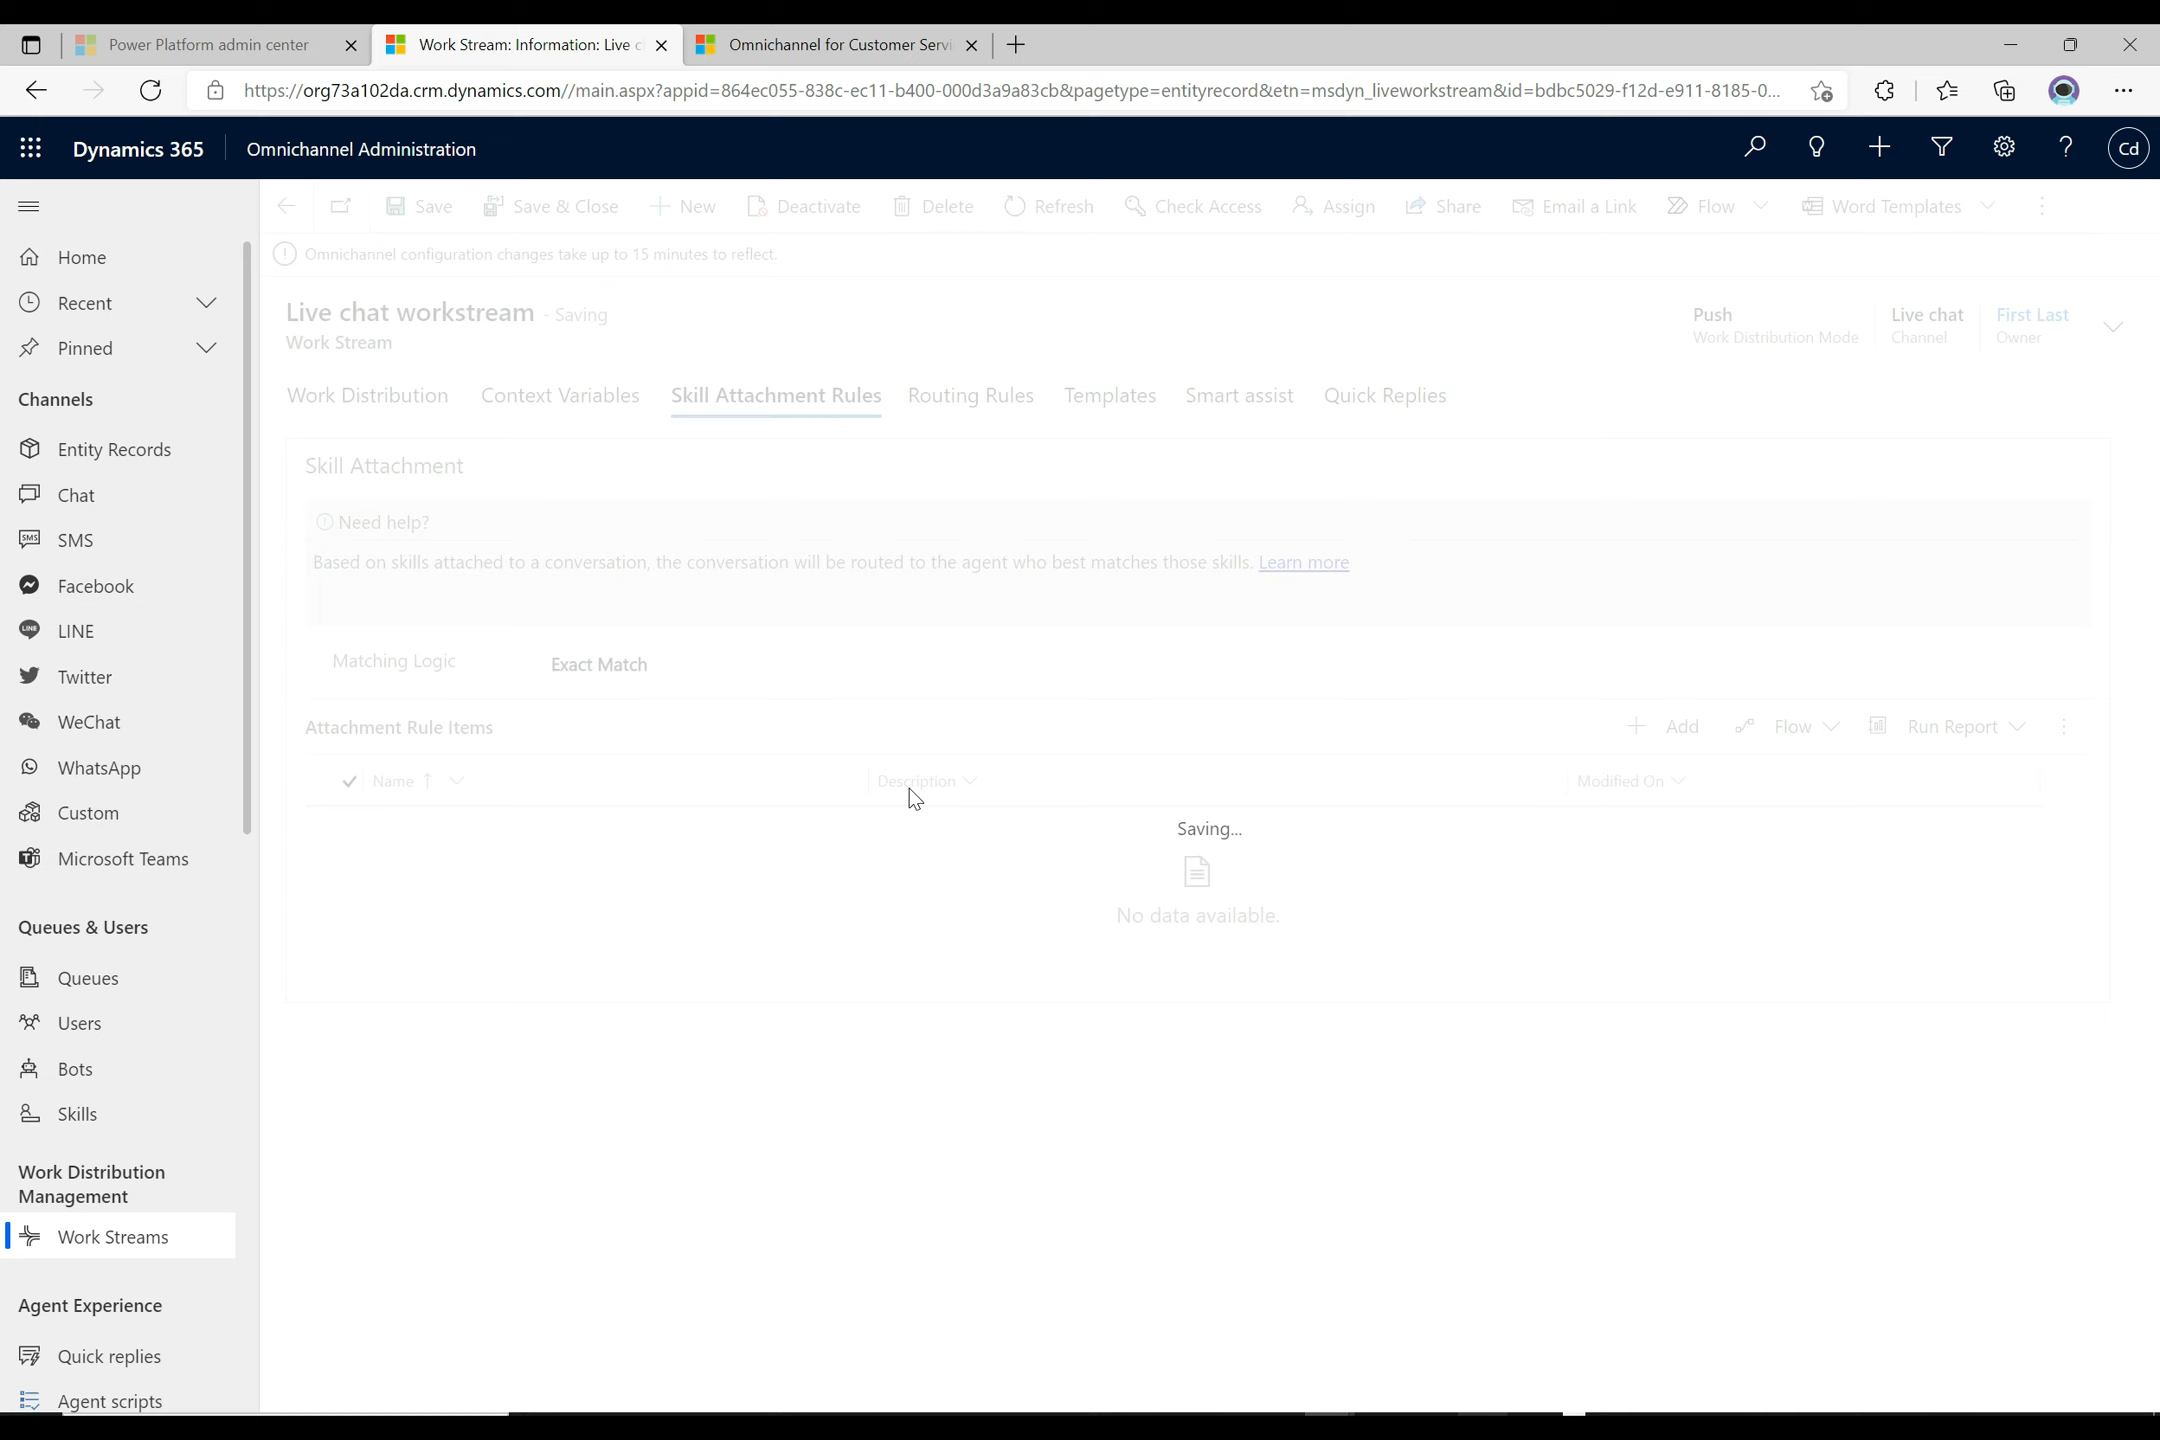 Power Platform admin center
Work Stream: Information: Live c
Omnichannel for Customer Servi
https://org73a102da.crm.dynamics.com//main.aspx?appid=864ec055-838c-ec11-b400-000d3a9a83cb&pagetype=entityrecord&etn=msdyn_liveworkstream&id=bdbc5029-f12d-e911-8185-0...
Dynamics 365
Omnichannel Administration
Cd
Save
Save & Close
New
Deactivate
Delete
Refresh
Check Access
Assign
Share
Email a Link
Flow
Word Templates
Omnichannel configuration changes take up to 15 minutes to reflect.
Live chat workstream - Saving
Work Stream
Push
Work Distribution Mode
Live chat
Channel
First Last
Owner
Work Distribution
Context Variables
Skill Attachment Rules
Routing Rules
Templates
Smart assist
Quick Replies
Skill Attachment
Need help?
Based on skills attached to a conversation, the conversation will be routed to the agent who best matches those skills. Learn more
Matching Logic
Exact Match
Attachment Rule Items
Add
Flow
Run Report
Name
Description
Modified On
Saving...
No data available.
Home
Recent
Pinned
Channels
Entity Records
Chat
SMS
SMS
Facebook
LINE
LINE
Twitter
WeChat
WhatsApp
Custom
Microsoft Teams
Queues & Users
Queues
Users
Bots
Skills
Work Distribution
Management
Work Streams
Agent Experience
Quick replies
Agent scripts